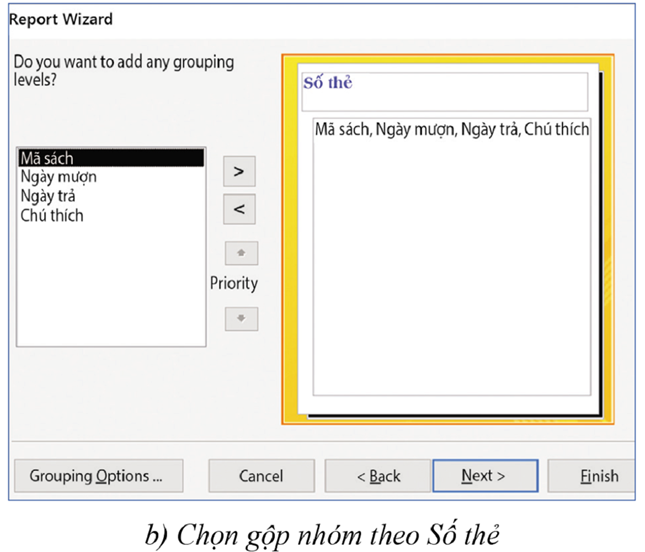 Report Wizard
Do you want to add any grouping
levels?
Số thẻ
Mã sách, Ngày mượn, Ngày trả, Chú thích
Mã sách
Ngày mượn
Ngày trả
Chú thích
>
<
Priority
Grouping Options ...
Cancel
< Back
Next >
Finish
b) Chọn gộp nhóm theo Số thẻ